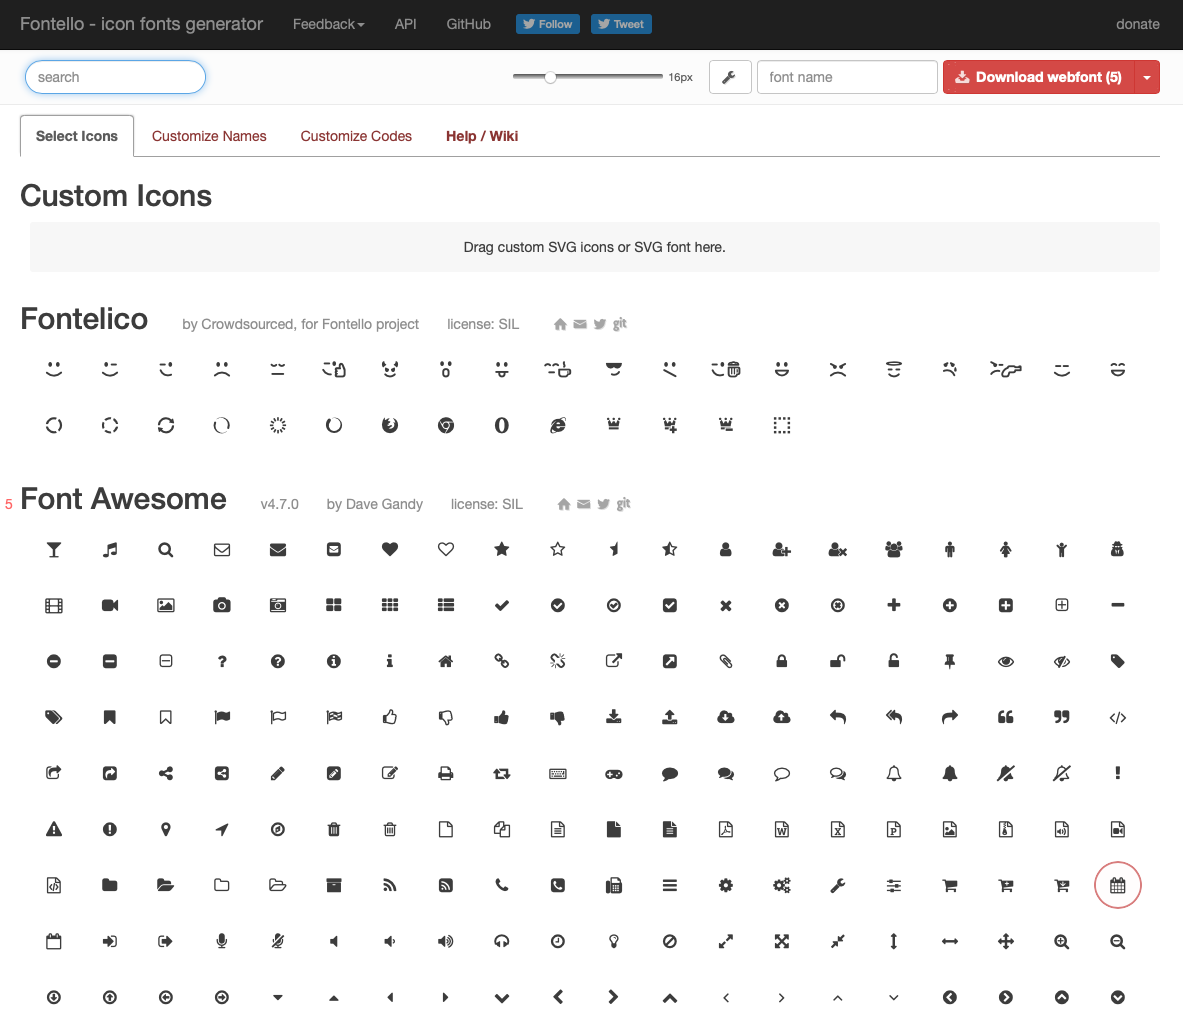 Fontello - icon fonts generator Feedback API GitHub Follow Tweet donate
search 16px font name Download webfont (5)
Select Icons Customize Names Customize Codes Help / Wiki
Custom Icons
Drag custom SVG icons or SVG font here.
Fontelico by Crowdsourced, for Fontello project license: SIL git
5 Font Awesome v4.7.0 by Dave Gandy license: SIL git